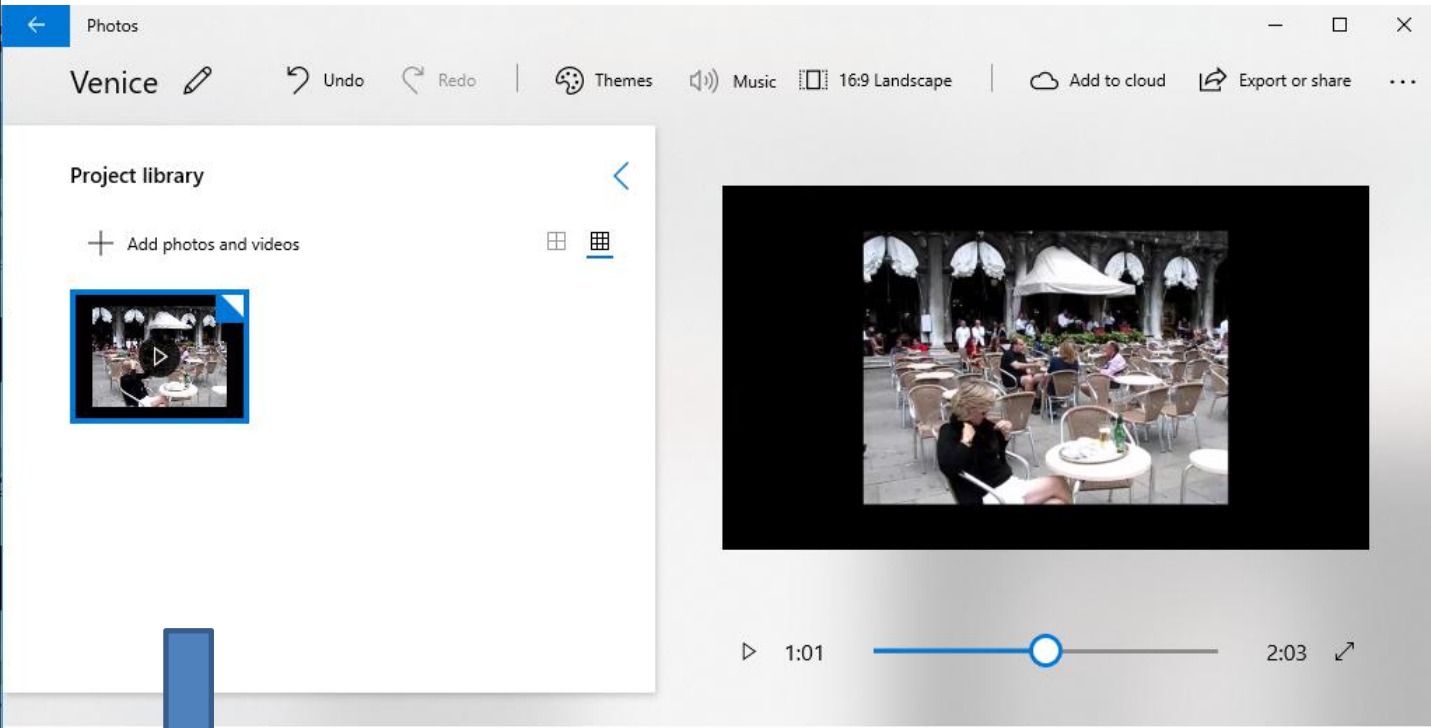 Photos
Venice Undo Redo Themes Music 16:9 Landscape Add to cloud Export or share ...
Project library
Add photos and videos
1:01 2:03